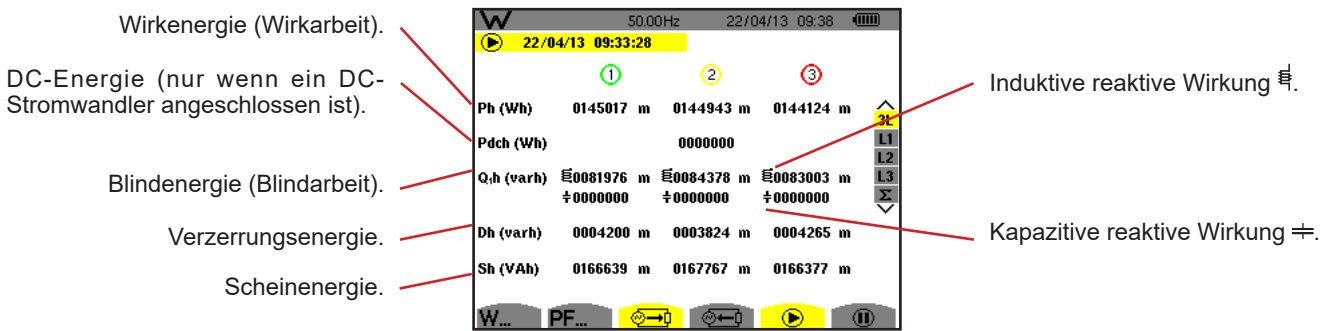 Wirkenergie (Wirkarbeit).
DC-Energie (nur wenn ein DC-
Stromwandler angeschlossen ist).
Blindenergie (Blindarbeit).
Verzerrungsenergie.
Scheinenergie.
W 50.00Hz 22/04/13 09:38
22/04/13 09:33:28
1 2 3
Ph (Wh) 0145017 m 0144943 m 0144124 m
Pdch (Wh) 0000000
Q₁h (varh) 0081976 m 0084378 m 0083003 m
0000000 0000000 0000000
Dh (varh) 0004200 m 0003824 m 0004265 m
Sh (VAh) 0166639 m 0167767 m 0166377 m
3L
L1
L2
L3
Σ
W... PF...
Induktive reaktive Wirkung .
Kapazitive reaktive Wirkung .